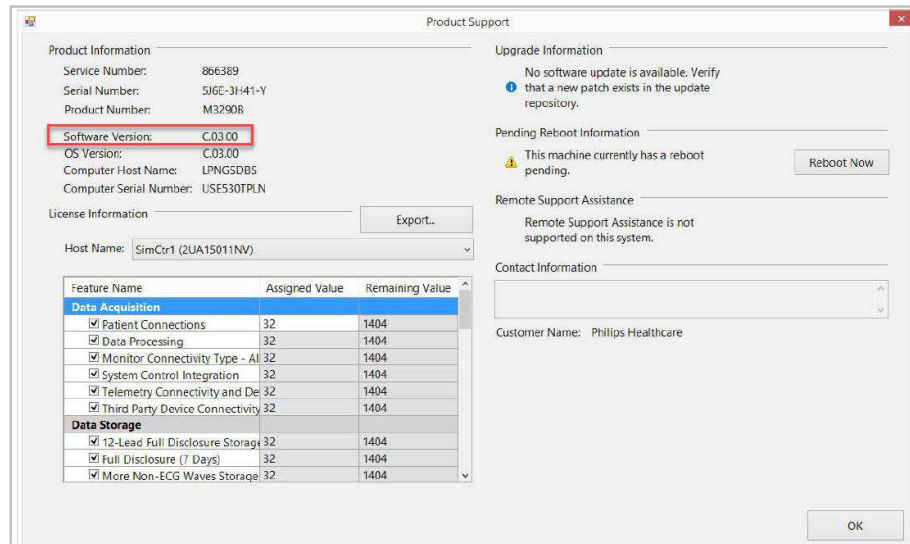 Product Support
Product Information
Service Number: 866389
Serial Number: 5J6E-3H41-Y
Product Number: M3290B
Software Version: C.03.00
OS Version: C.03.00
Computer Host Name: LPNGSDBS
Computer Serial Number: USE530TPLN
License Information
Export...
Host Name: SimCtr1 (2UA15011NV)
Feature Name Assigned Value Remaining Value
Data Acquisition
Patient Connections 32 1404
Data Processing 32 1404
Monitor Connectivity Type - Al 32 1404
System Control Integration 32 1404
Telemetry Connectivity and De 32 1404
Third Party Device Connectivity 32 1404
Data Storage
12-Lead Full Disclosure Storage 32 1404
Full Disclosure (7 Days) 32 1404
More Non-ECG Waves Storage 32 1404
Upgrade Information
No software update is available. Verify
that a new patch exists in the update
repository.
Pending Reboot Information
This machine currently has a reboot
pending.
Reboot Now
Remote Support Assistance
Remote Support Assistance is not
supported on this system.
Contact Information
Customer Name: Philips Healthcare
OK